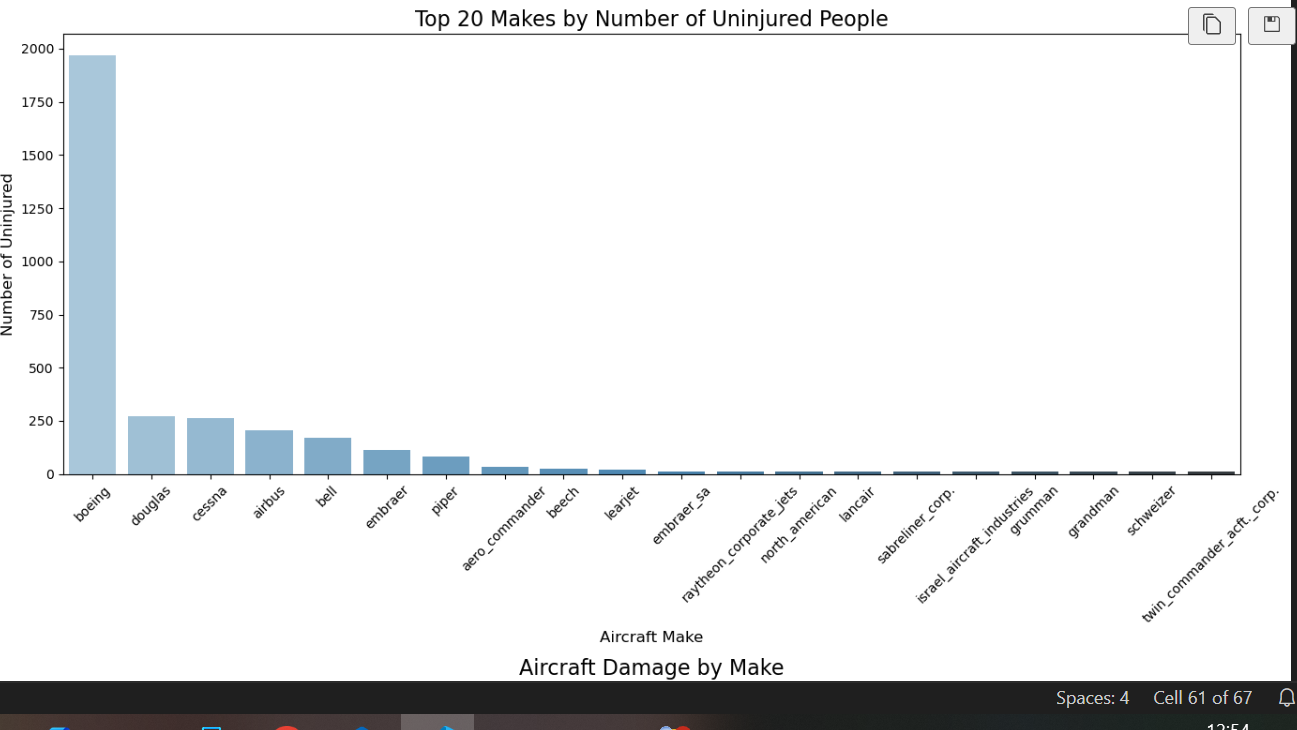 Top 20 Makes by Number of Uninjured People
2000
1750
1500
1250
1000
750
500
250
0
Number of Uninjured
boeing
douglas
cessna
airbus
bell
embraer
piper
aero_commander
beech
learjet
embraer_sa
raytheon_corporate_jets
north_american
lancair
sabreliner_corp.
israel_aircraft_industries
grumman
grandman
schweizer
twin_commander_acft._corp.
Aircraft Make
Aircraft Damage by Make
Spaces: 4 Cell 61 of 67
12:54